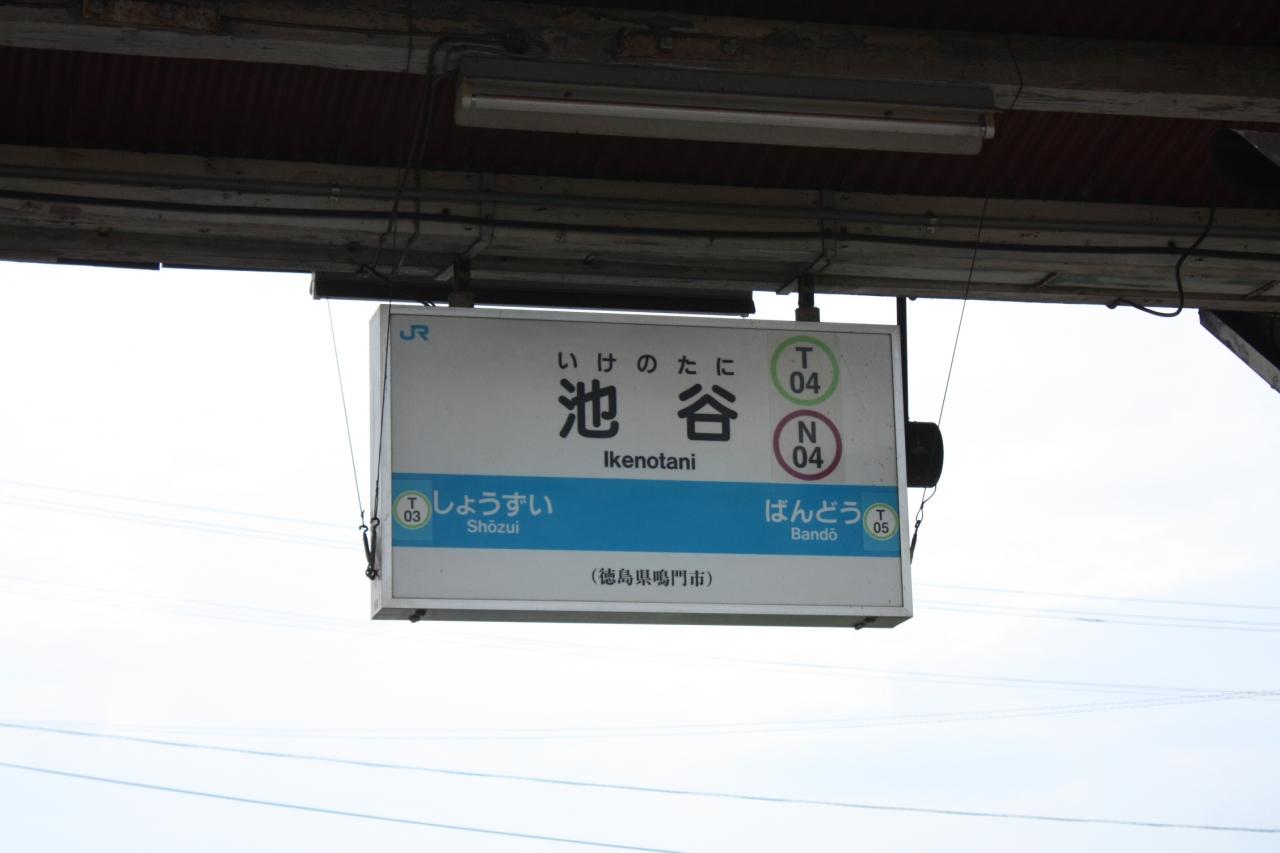 JR
いけのたに
池谷
Ikenotani
T
04
N
04
T
03
しょうずい
Shōzui
ばんどう
Bandō
T
05
(徳島県鳴門市)